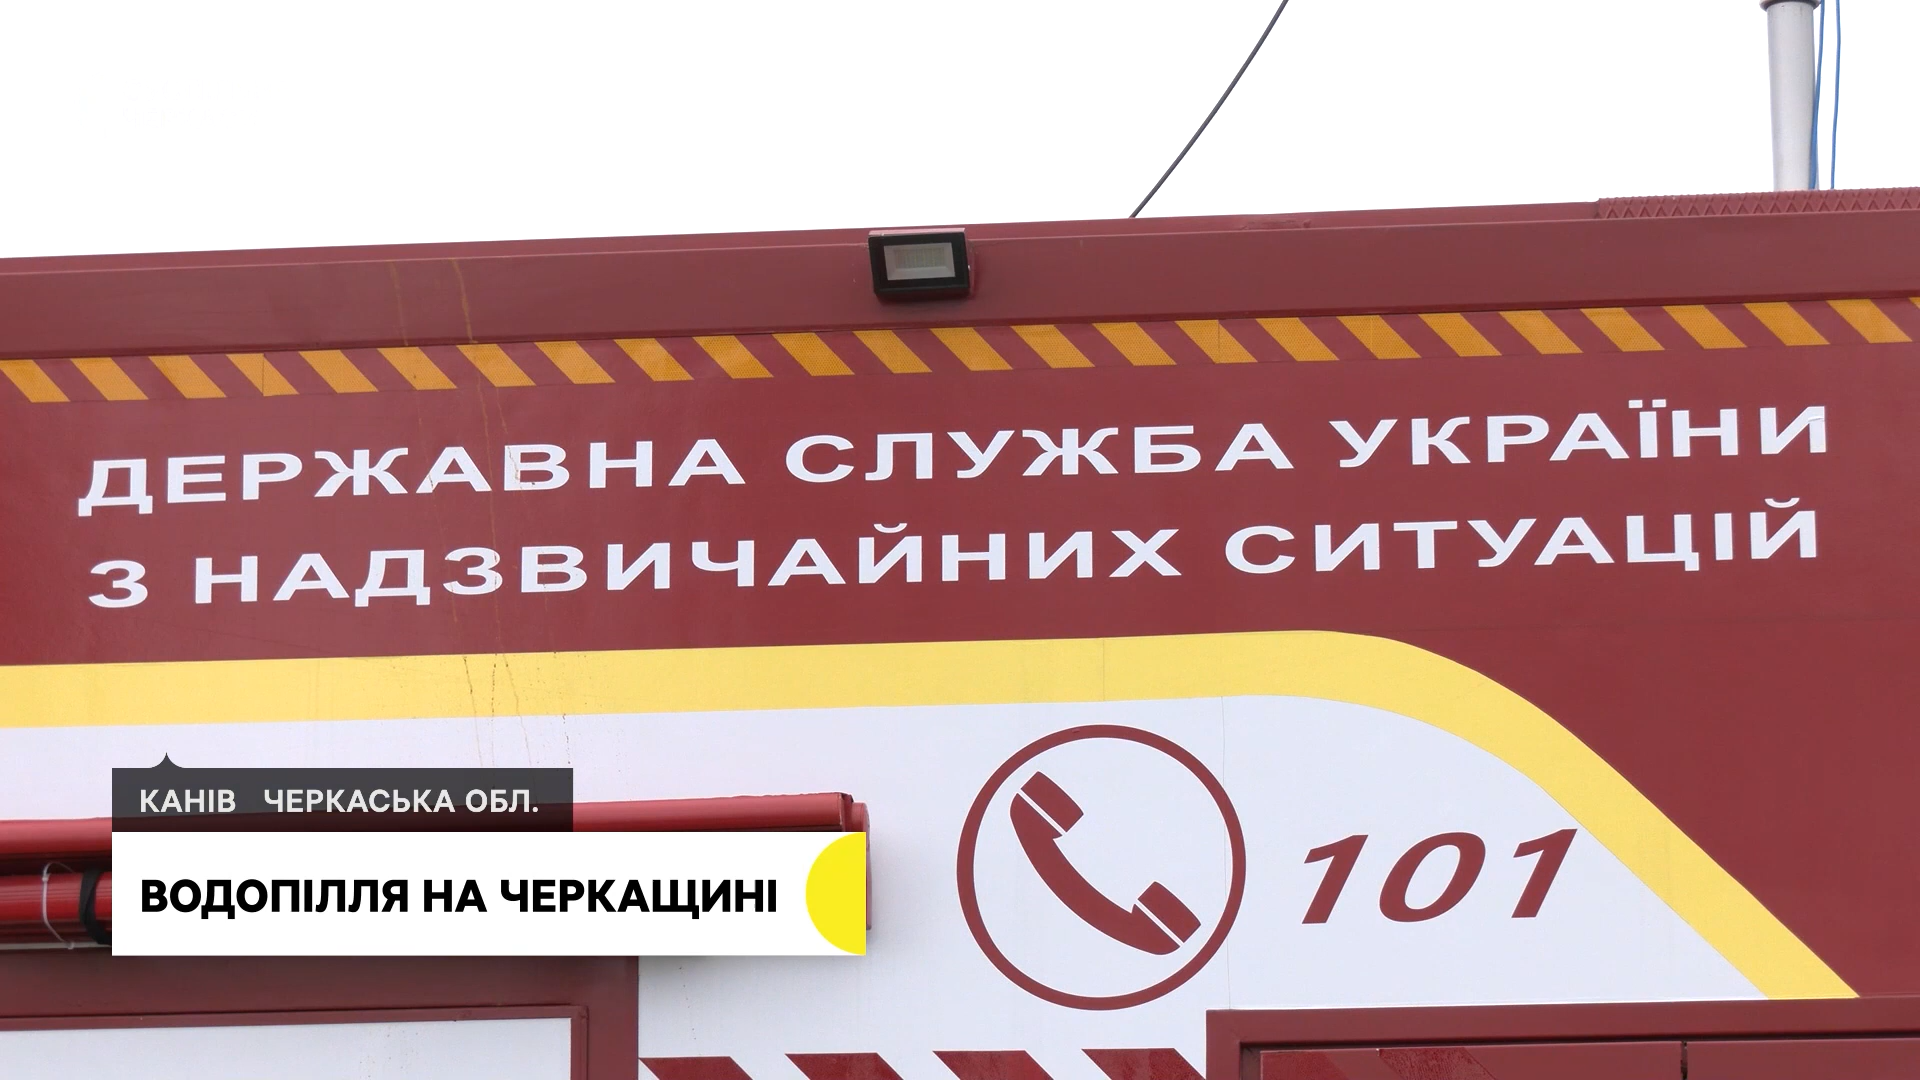 ДЕРЖАВНА СЛУЖБА УКРАЇНИ
З НАДЗВИЧАЙНИХ СИТУАЦІЙ
101
КАНІВ ЧЕРКАСЬКА ОБЛ.
ВОДОПІЛЛЯ НА ЧЕРКАЩИНІ